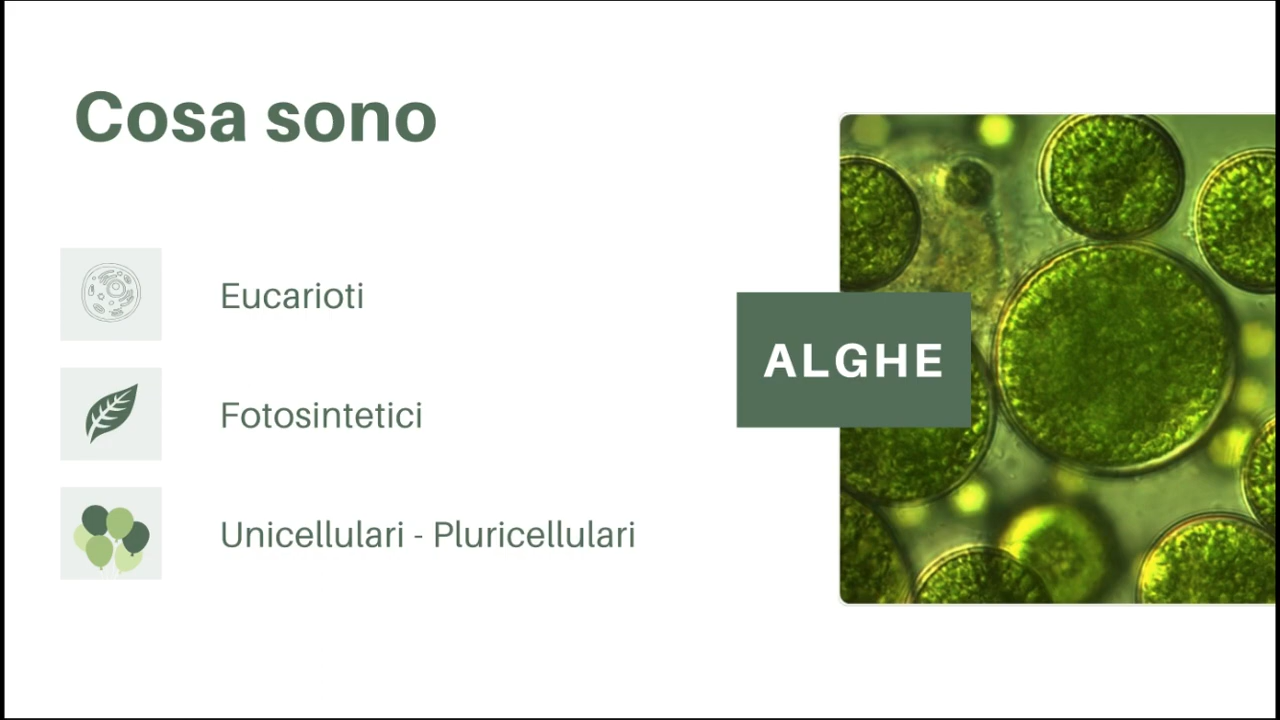 Cosa sono
Eucarioti
Fotosintetici
Unicellulari - Pluricellulari
ALGHE